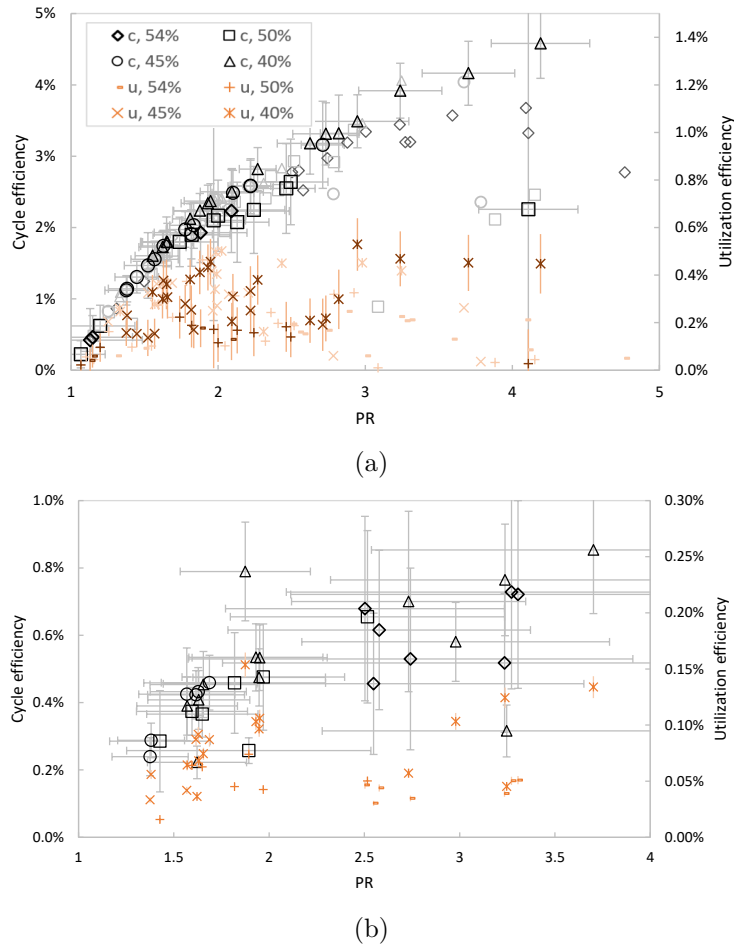 5%
4%
3%
2%
1%
0%
Cycle efficiency
c, 54% c, 50%
c, 45% c, 40%
u, 54% u, 50%
u, 45% u, 40%
1.4%
1.2%
1.0%
0.8%
0.6%
0.4%
0.2%
0.0%
Utilization efficiency
1 2 3 4 5
PR
(a)
1.0%
0.8%
0.6%
0.4%
0.2%
0.0%
Cycle efficiency
0.30%
0.25%
0.20%
0.15%
0.10%
0.05%
0.00%
Utilization efficiency
1 1.5 2 2.5 3 3.5 4
PR
(b)